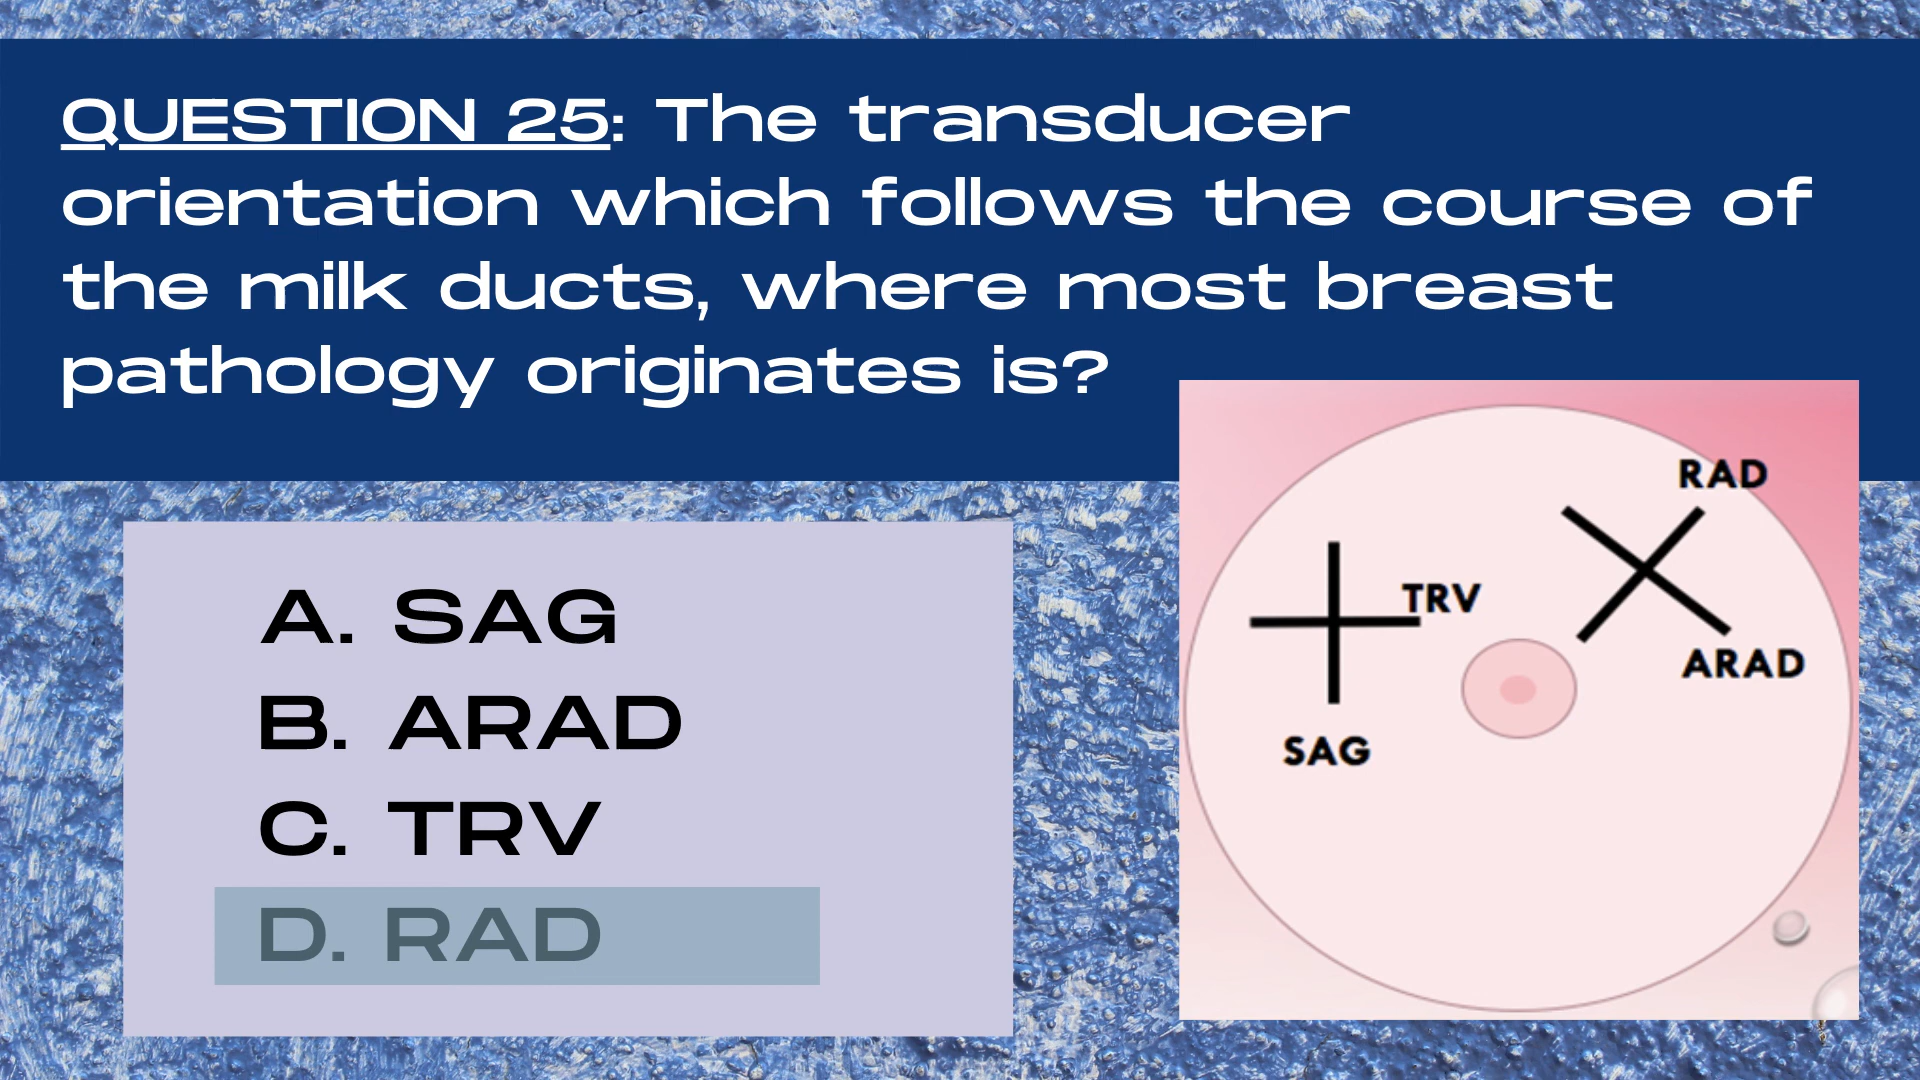 QUESTION 25: The transducer
orientation which follows the course of
the milk ducts, where most breast
pathology originates is?
A. SAG
B. ARAD
C. TRV
D. RAD
RAD
TRV
ARAD
SAG